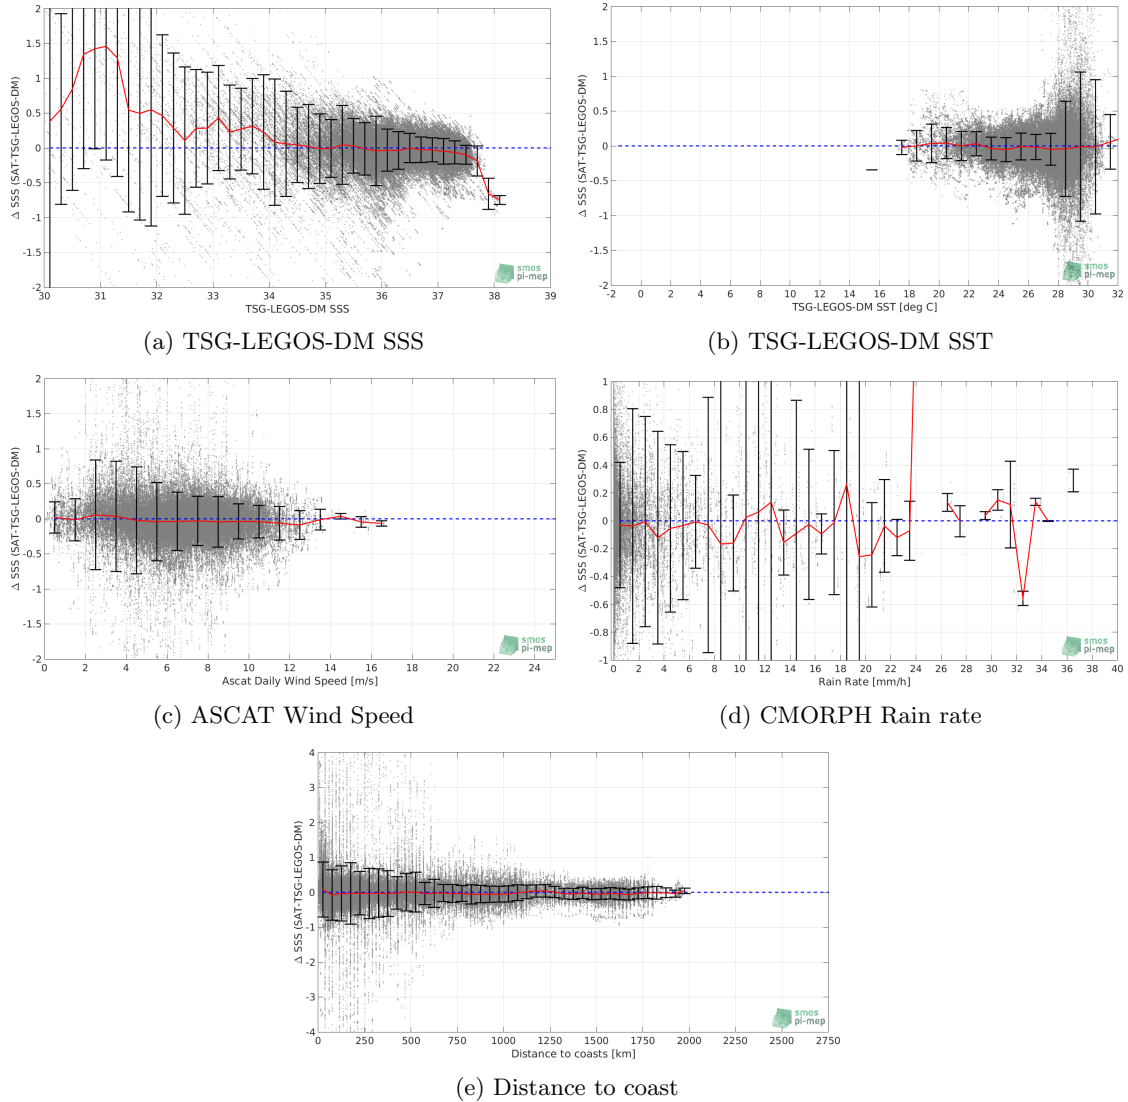 2
1.5
1
0.5
0
-0.5
-1
-1.5
-2
Δ SSS (SAT-TSG-LEGOS-DM)
30 31 32 33 34 35 36 37 38 39
TSG-LEGOS-DM SSS
smos
pi-mep
(a) TSG-LEGOS-DM SSS
2
1.5
1
0.5
0
-0.5
-1
-1.5
-2
Δ SSS (SAT-TSG-LEGOS-DM)
-2 0 2 4 6 8 10 12 14 16 18 20 22 24 26 28 30 32
TSG-LEGOS-DM SST [deg C]
smos
pi-mep
(b) TSG-LEGOS-DM SST
2
1.5
1
0.5
0
-0.5
-1
-1.5
-2
Δ SSS (SAT-TSG-LEGOS-DM)
0 2 4 6 8 10 12 14 16 18 20 22 24
Ascat Daily Wind Speed [m/s]
smos
pi-mep
(c) ASCAT Wind Speed
1
0.8
0.6
0.4
0.2
0
-0.2
-0.4
-0.6
-0.8
-1
Δ SSS (SAT-TSG-LEGOS-DM)
0 2 4 6 8 10 12 14 16 18 20 22 24 26 28 30 32 34 36 38 40
Rain Rate [mm/h]
smos
pi-mep
(d) CMORPH Rain rate
4
3
2
1
0
-1
-2
-3
-4
Δ SSS (SAT-TSG-LEGOS-DM)
0 250 500 750 1000 1250 1500 1750 2000 2250 2500 2750
Distance to coasts [km]
smos
pi-mep
(e) Distance to coast